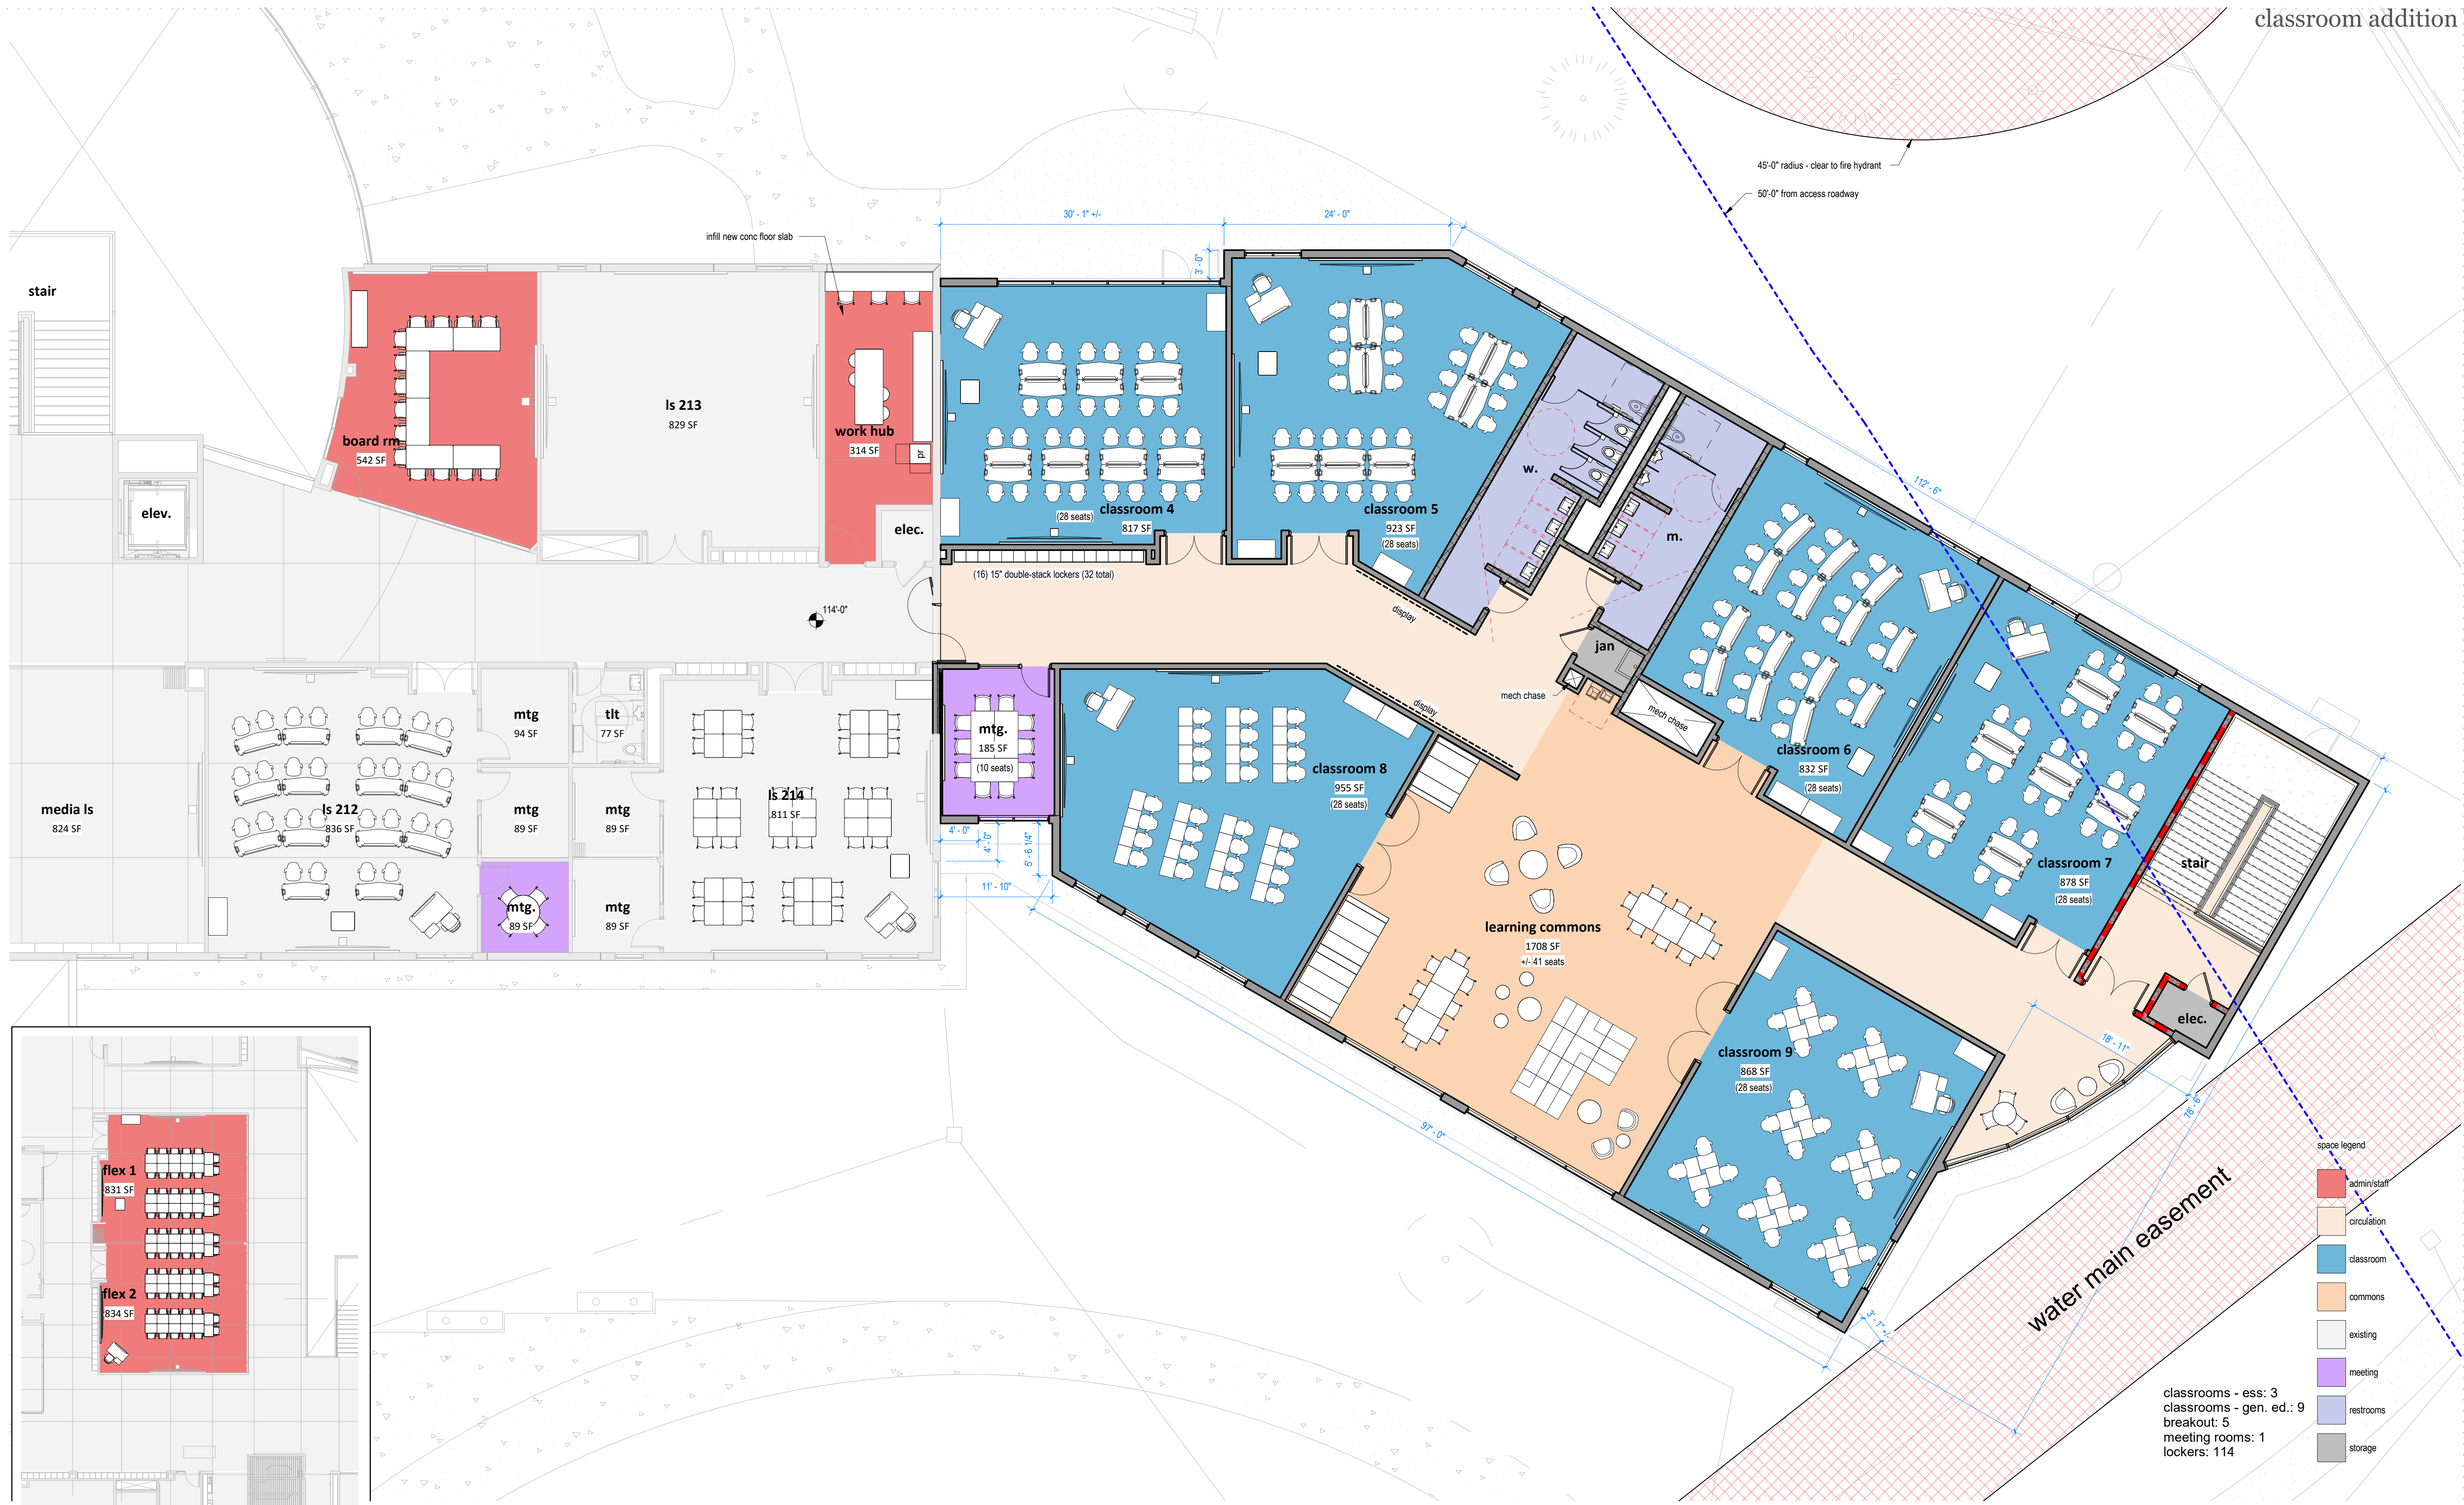 classroom addition
45'-0" radius - clear to fire hydrant
50'-0" from access roadway
30' - 1" +/-
24' - 0"
3' - 0"
infill new conc floor slab
stair
board rm
542 SF
ls 213
829 SF
work hub
314 SF
pr
elev.
elec.
(28 seats)
classroom 4
817 SF
classroom 5
923 SF
(28 seats)
w.
m.
112' - 6"
(16) 15" double-stack lockers (32 total)
114'-0"
display
jan
mech chase
mech chase
display
classroom 6
832 SF
(28 seats)
media ls
824 SF
ls 212
836 SF
mtg
94 SF
tlt
77 SF
mtg
89 SF
mtg
89 SF
mtg.
89 SF
mtg
89 SF
ls 214
811 SF
mtg.
185 SF
(10 seats)
4' - 0"
4' - 0"
5' - 6 1/4"
11' - 10"
classroom 8
955 SF
(28 seats)
classroom 7
878 SF
(28 seats)
stair
learning commons
1708 SF
+/- 41 seats
elec.
18' - 11"
classroom 9
868 SF
(28 seats)
97' - 0"
3' - 1" +/-
water main easement
flex 1
831 SF
flex 2
834 SF
space legend
admin/staff
circulation
classroom
commons
existing
meeting
restrooms
storage
classrooms - ess: 3
classrooms - gen. ed.: 9
breakout: 5
meeting rooms: 1
lockers: 114